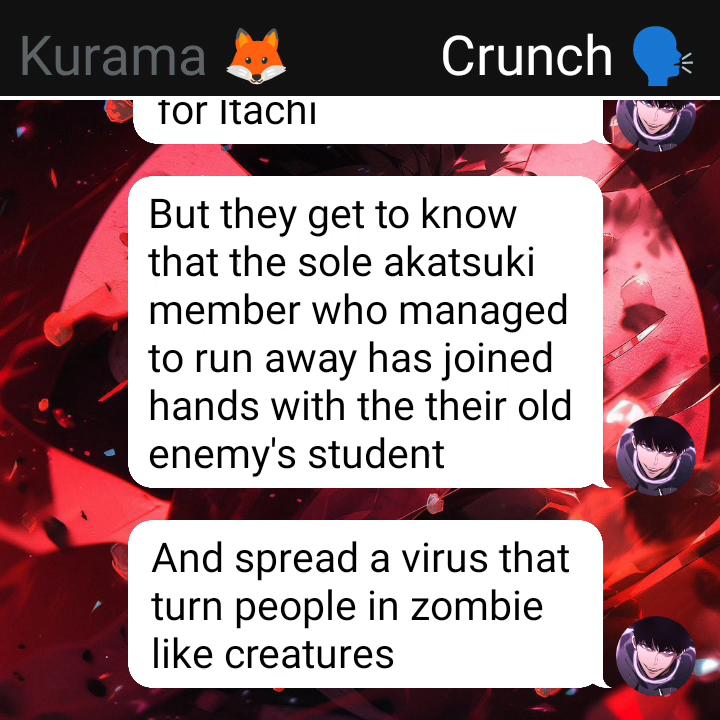 Kurama 🦊 Crunch 🗣️
for Itachi
But they get to know
that the sole akatsuki
member who managed
to run away has joined
hands with the their old
enemy's student
And spread a virus that
turn people in zombie
like creatures